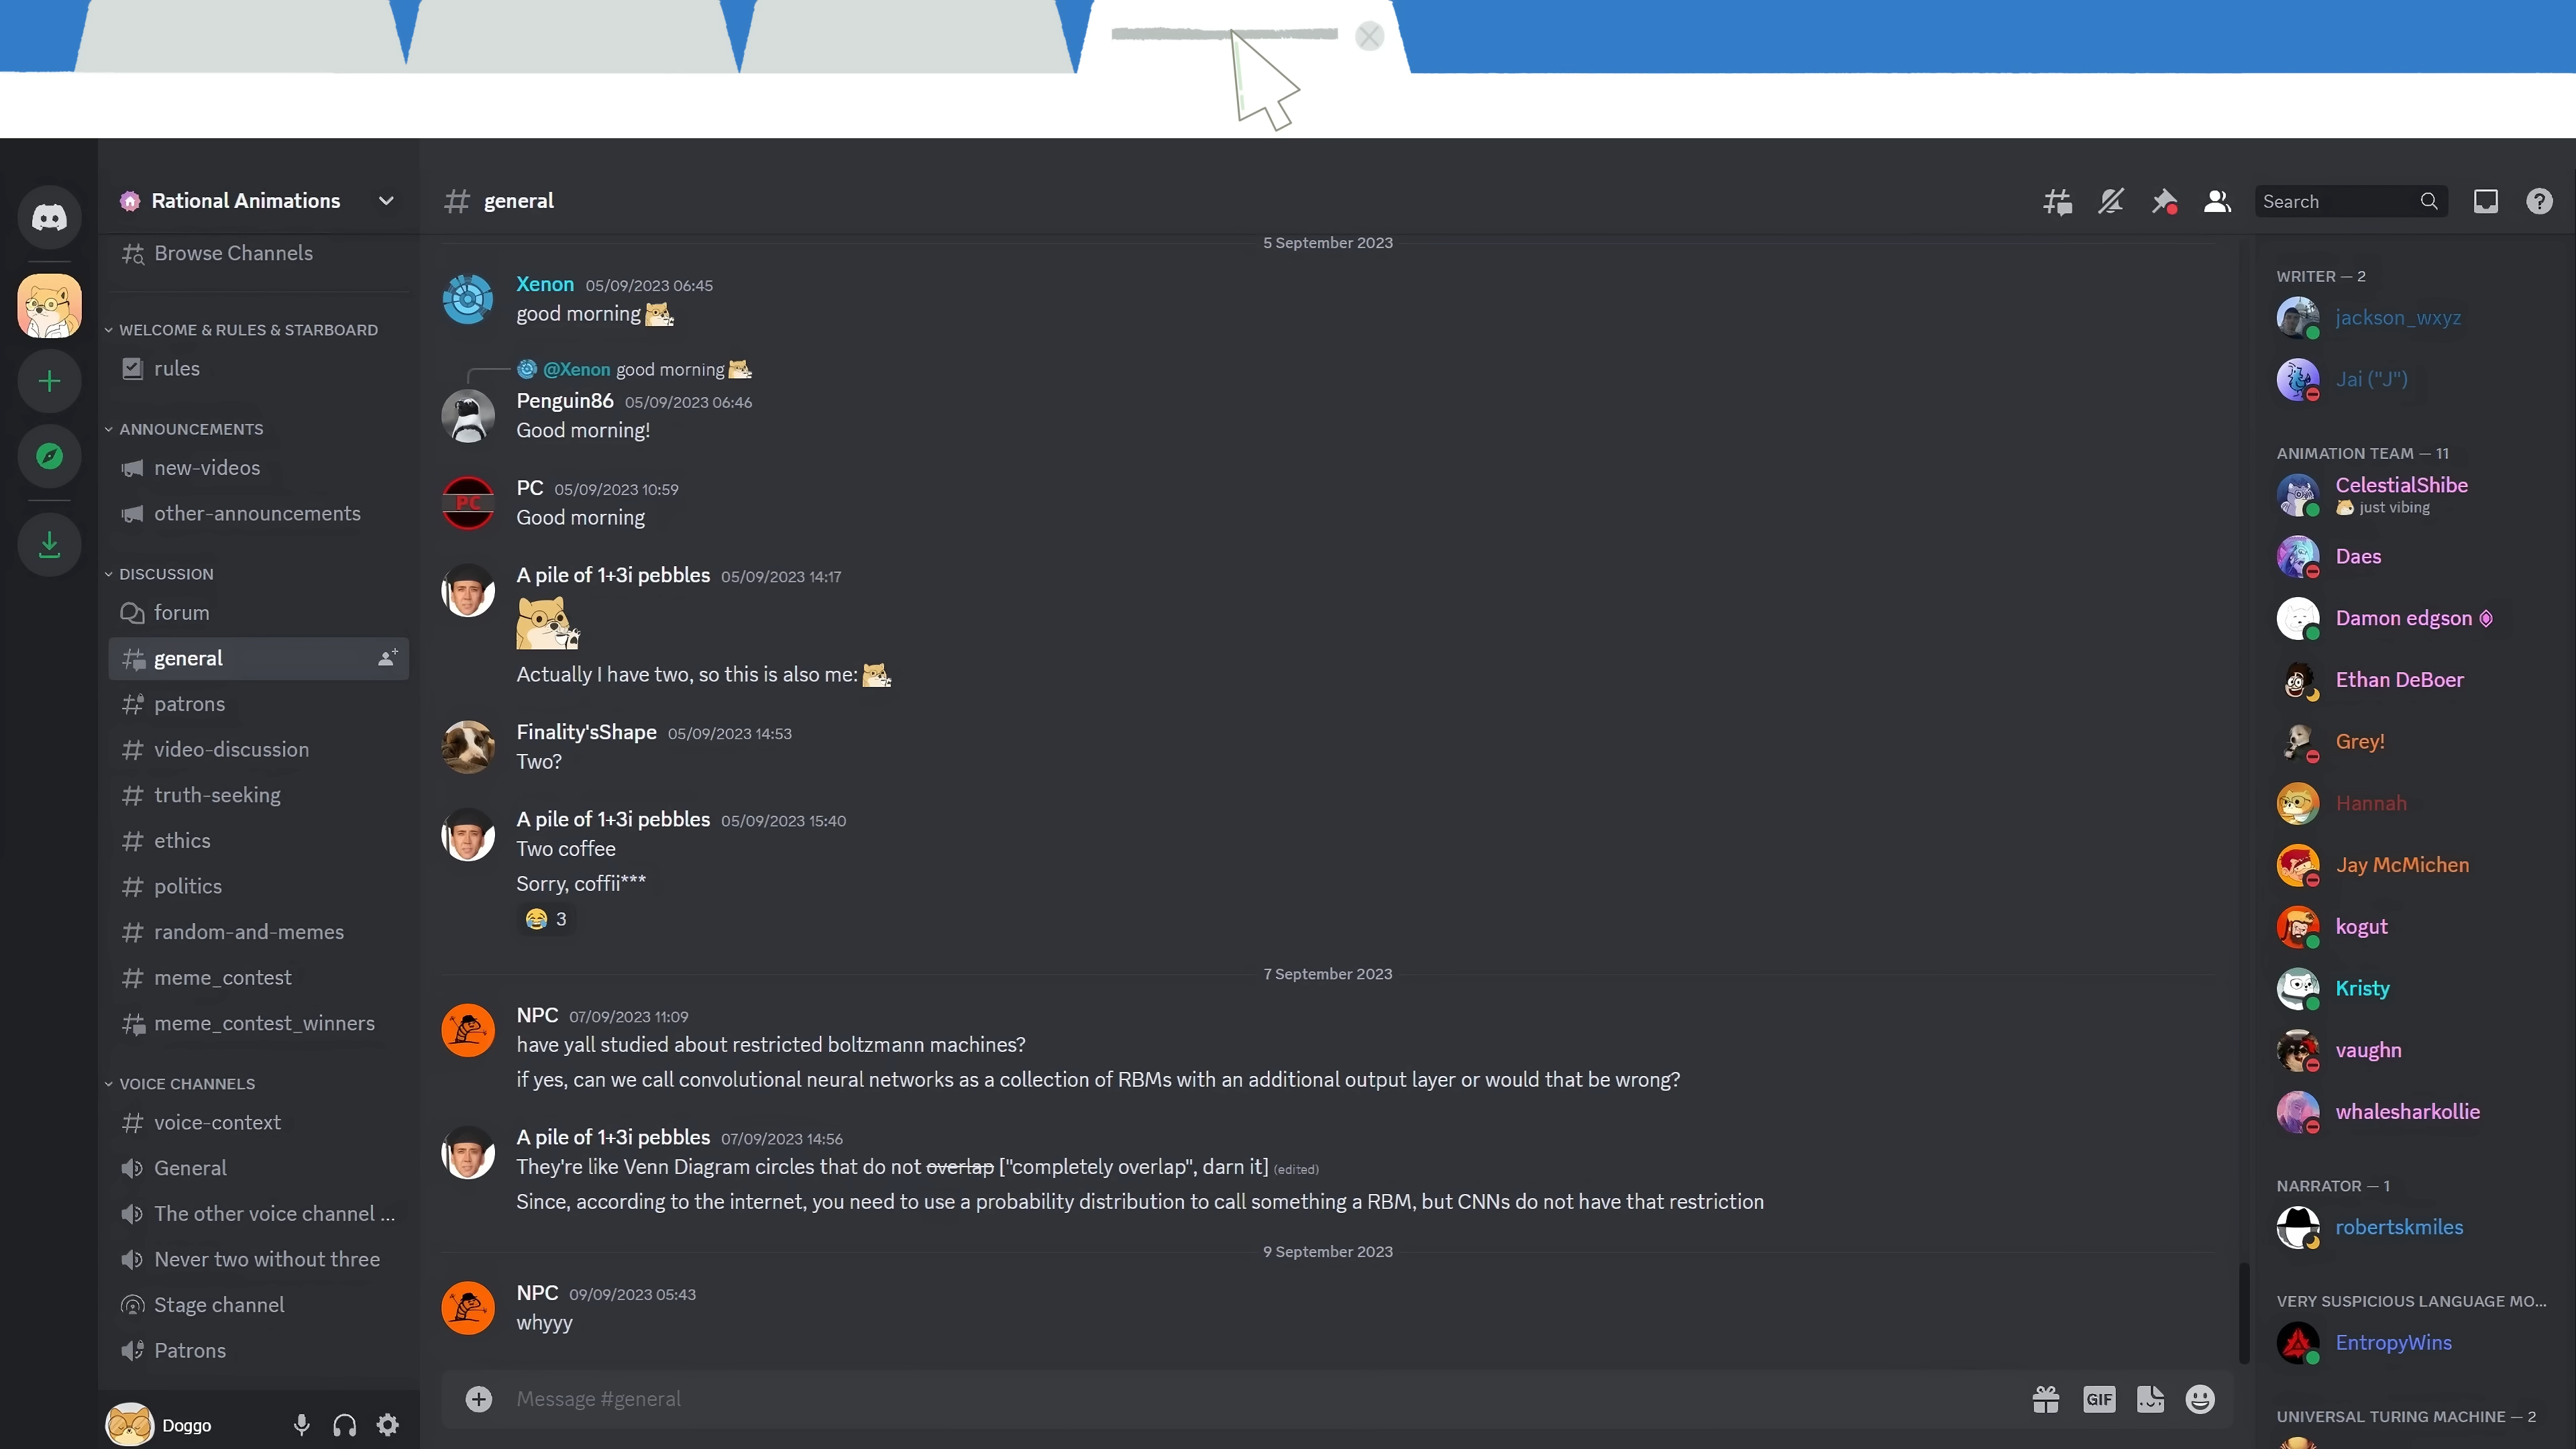 Rational Animations
Browse Channels
WELCOME & RULES & STARBOARD
rules
ANNOUNCEMENTS
new-videos
other-announcements
DISCUSSION
forum
general
patrons
video-discussion
truth-seeking
ethics
politics
random-and-memes
meme_contest
meme_contest_winners
VOICE CHANNELS
voice-context
General
The other voice channel ...
Never two without three
Stage channel
Patrons
Doggo
general
Search
5 September 2023
Xenon 05/09/2023 06:45
good morning
@Xenon good morning
Penguin86 05/09/2023 06:46
Good morning!
PC
PC 05/09/2023 10:59
Good morning
A pile of 1+3i pebbles 05/09/2023 14:17
Actually I have two, so this is also me:
Finality'sShape 05/09/2023 14:53
Two?
A pile of 1+3i pebbles 05/09/2023 15:40
Two coffee
Sorry, coffii***
3
7 September 2023
NPC 07/09/2023 11:09
have yall studied about restricted boltzmann machines?
if yes, can we call convolutional neural networks as a collection of RBMs with an additional output layer or would that be wrong?
A pile of 1+3i pebbles 07/09/2023 14:56
They're like Venn Diagram circles that do not overlap ["completely overlap", darn it] (edited)
Since, according to the internet, you need to use a probability distribution to call something a RBM, but CNNs do not have that restriction
9 September 2023
NPC 09/09/2023 05:43
whyyy
Message #general
GIF
WRITER — 2
jackson_wxyz
Jai ("J")
ANIMATION TEAM — 11
CelestialShibe
just vibing
Daes
Damon edgson
Ethan DeBoer
Grey!
Hannah
Jay McMichen
kogut
Kristy
vaughn
whalesharkollie
NARRATOR — 1
robertskmiles
VERY SUSPICIOUS LANGUAGE MO...
EntropyWins
UNIVERSAL TURING MACHINE — 2